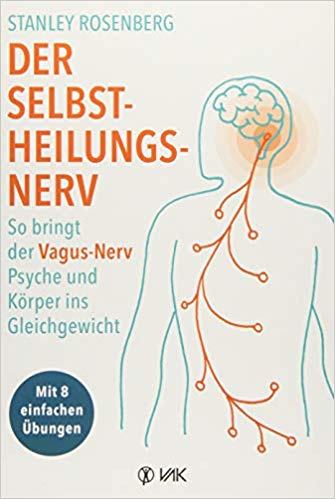 STANLEY ROSENBERG
DER
SELBST-
HEILUNGS-
NERV
So bringt
der Vagus-Nerv
Psyche und
Körper ins
Gleichgewicht
Mit 8
einfachen
Übungen
VAK